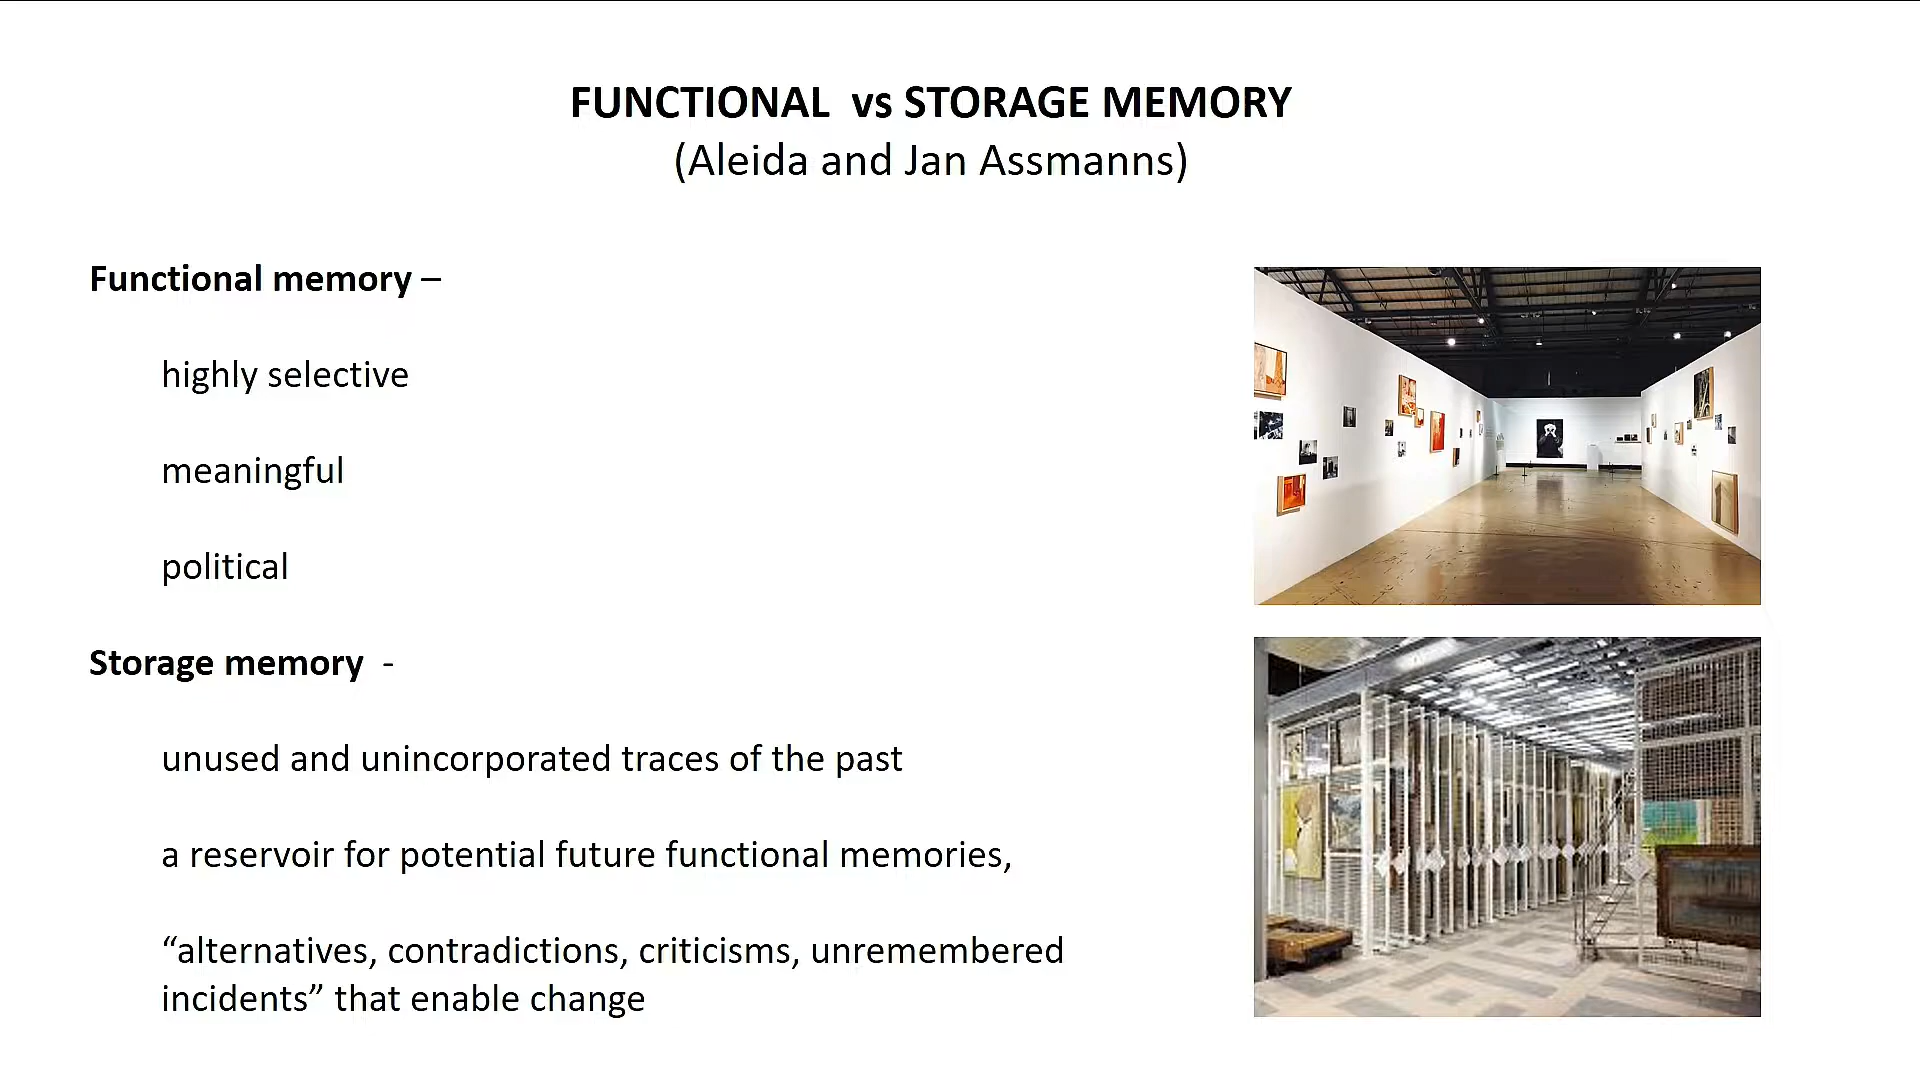 FUNCTIONAL  vs STORAGE MEMORY
(Aleida and Jan Assmanns)
Functional memory –
highly selective
meaningful
political
Storage memory  -
unused and unincorporated traces of the past
a reservoir for potential future functional memories,
“alternatives, contradictions, criticisms, unremembered
incidents” that enable change